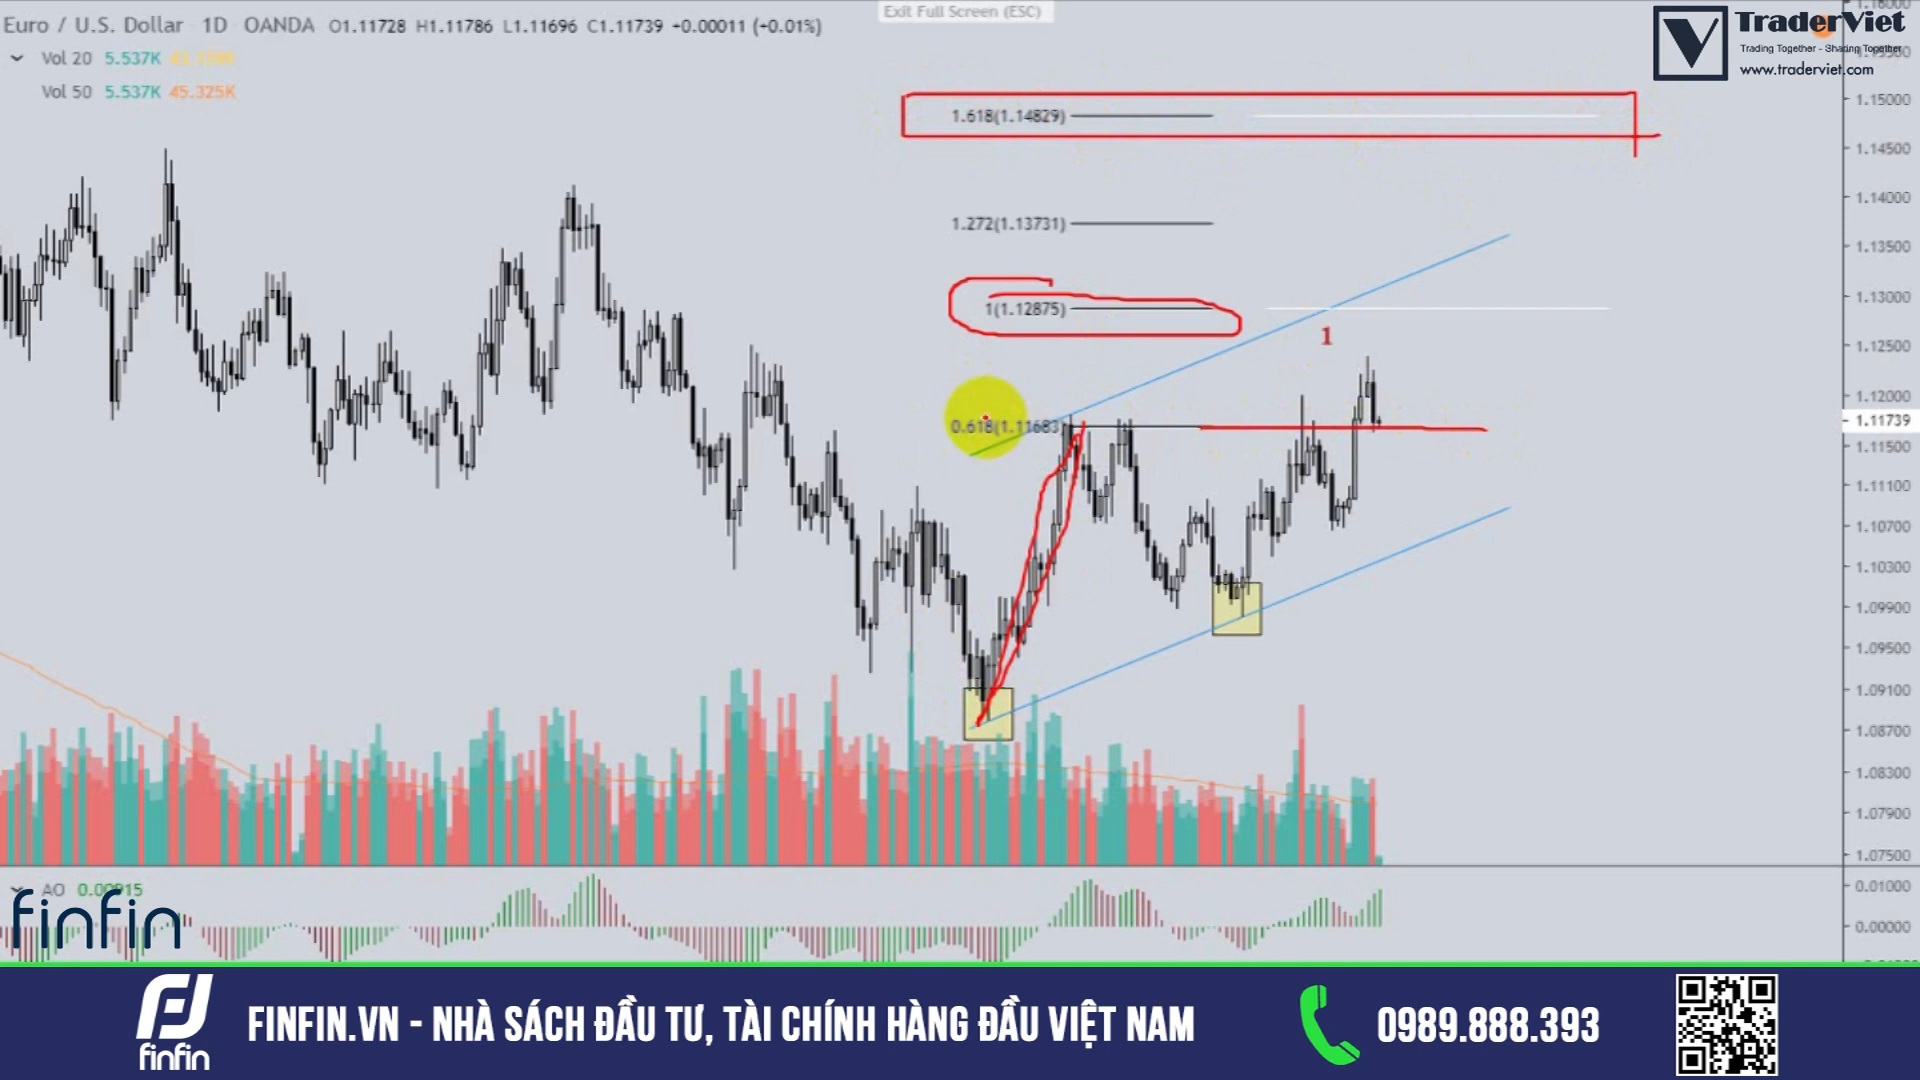 Exit Full Screen (ESC)
Euro / U.S. Dollar 1D OANDA O1.11728 H1.11786 L1.11696 C1.11739 +0.00011 (+0.01%)
Vol 20 5.537K
Vol 50 5.537K 45.325K
TraderViet
Trading Together - Sharing Together
www.traderviet.com
1.618(1.14829)
1.272(1.13731)
1(1.12875)
0.618(1.11683)
1
1.15000
1.14500
1.14000
1.13500
1.13000
1.12500
1.12000
1.11739
1.11500
1.11100
1.10700
1.10300
1.09900
1.09500
1.09100
1.08700
1.08300
1.07900
1.07500
AO 0.00915
0.01000
0.00000
finfin
finfin
FINFIN.VN - NHÀ SÁCH ĐẦU TƯ, TÀI CHÍNH HÀNG ĐẦU VIỆT NAM
0989.888.393